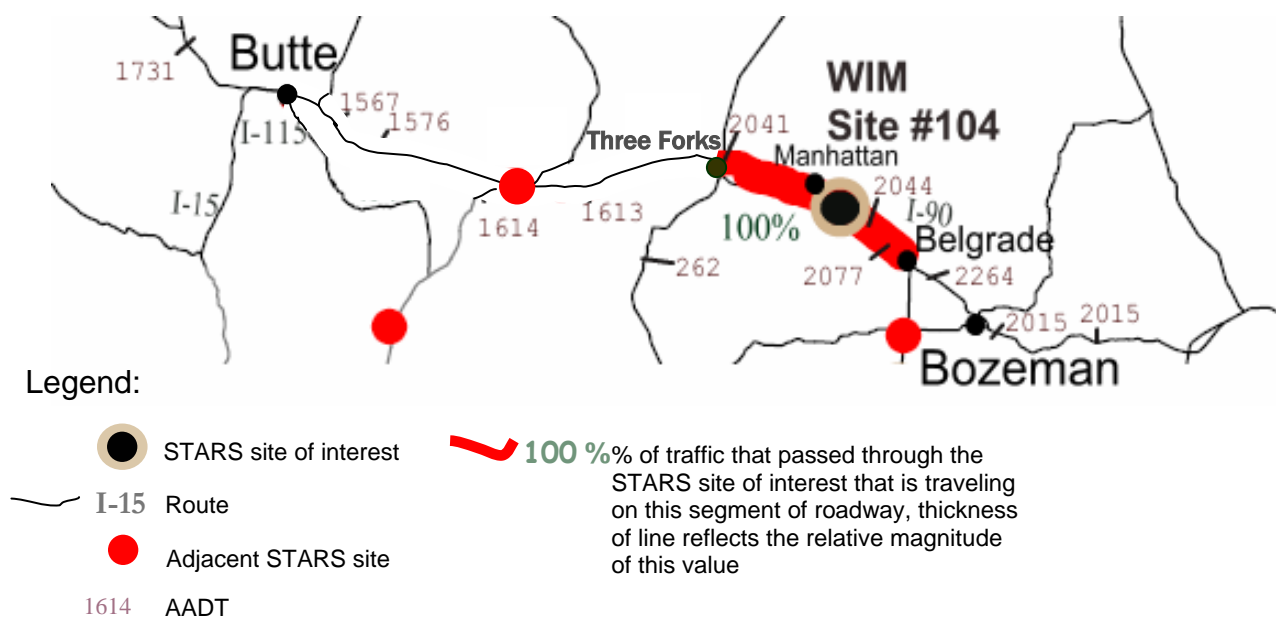 Butte
1731
I-115
1567
1576
I-15
1614
1613
Three Forks
2041
WIM
Site #104
Manhattan
2044
I-90
100%
Belgrade
2077
262
2264
2015
2015
Bozeman
Legend:
STARS site of interest
I-15 Route
Adjacent STARS site
1614 AADT
100 % % of traffic that passed through the
STARS site of interest that is traveling
on this segment of roadway, thickness
of line reflects the relative magnitude
of this value